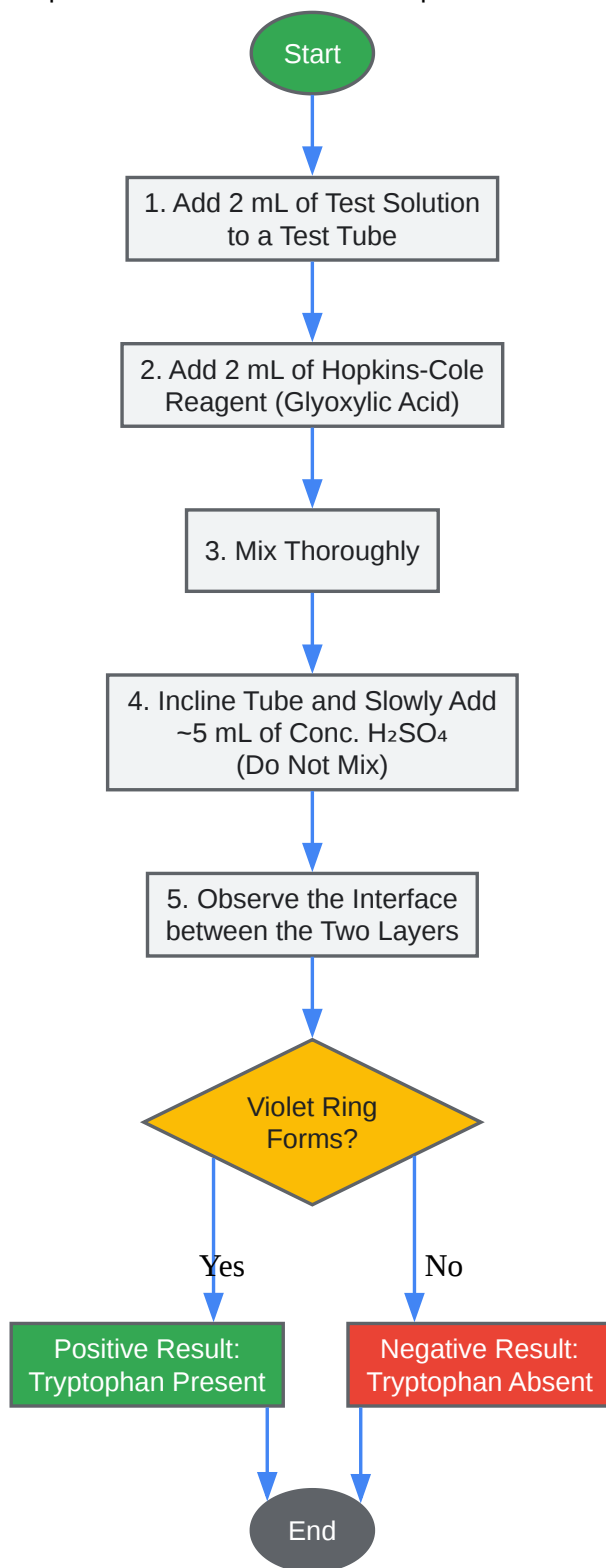 Start
1. Add 2 mL of Test Solution
to a Test Tube
2. Add 2 mL of Hopkins-Cole
Reagent (Glyoxylic Acid)
3. Mix Thoroughly
4. Incline Tube and Slowly Add
~5 mL of Conc. H₂SO₄
(Do Not Mix)
5. Observe the Interface
between the Two Layers
Violet Ring
Forms?
Yes
No
Positive Result:
Tryptophan Present
Negative Result:
Tryptophan Absent
End